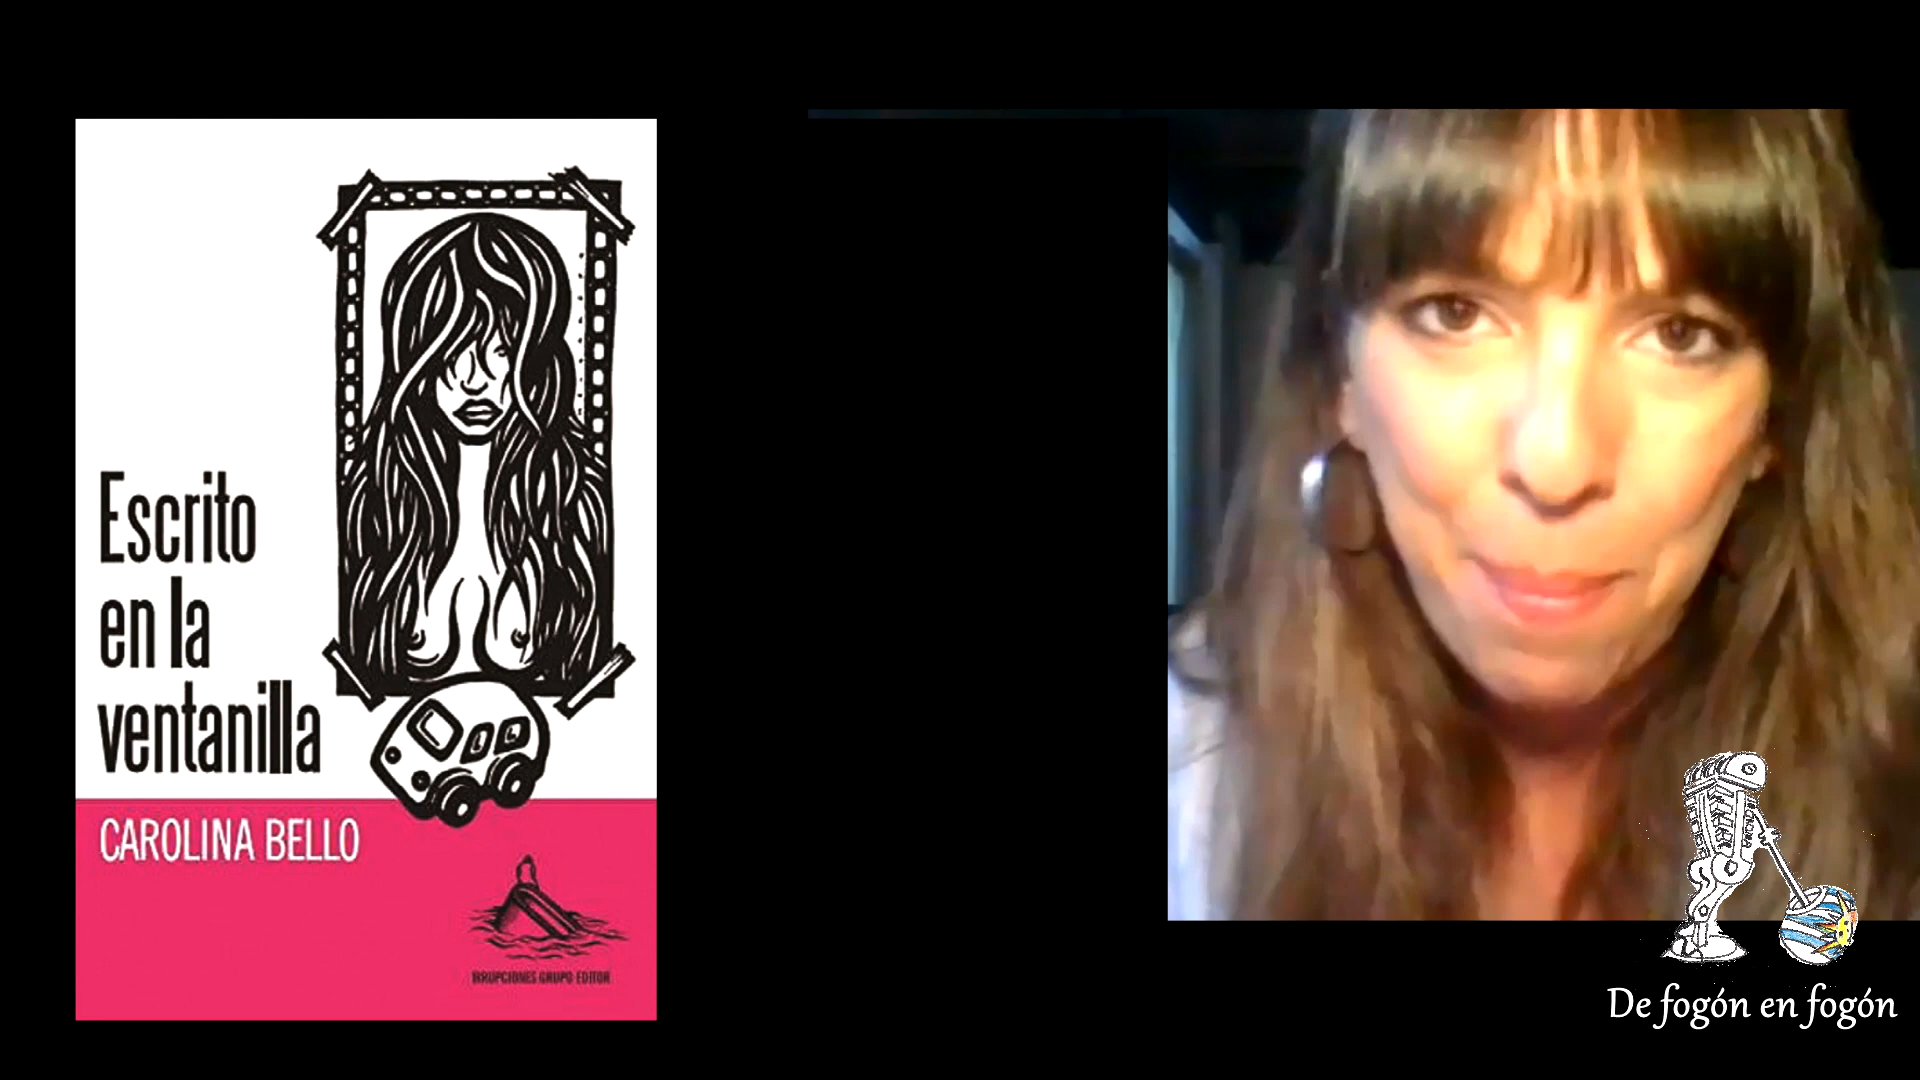 Escrito
en la
ventanilla
CAROLINA BELLO
IRRUPCIONES GRUPO EDITOR
De fogón en fogón